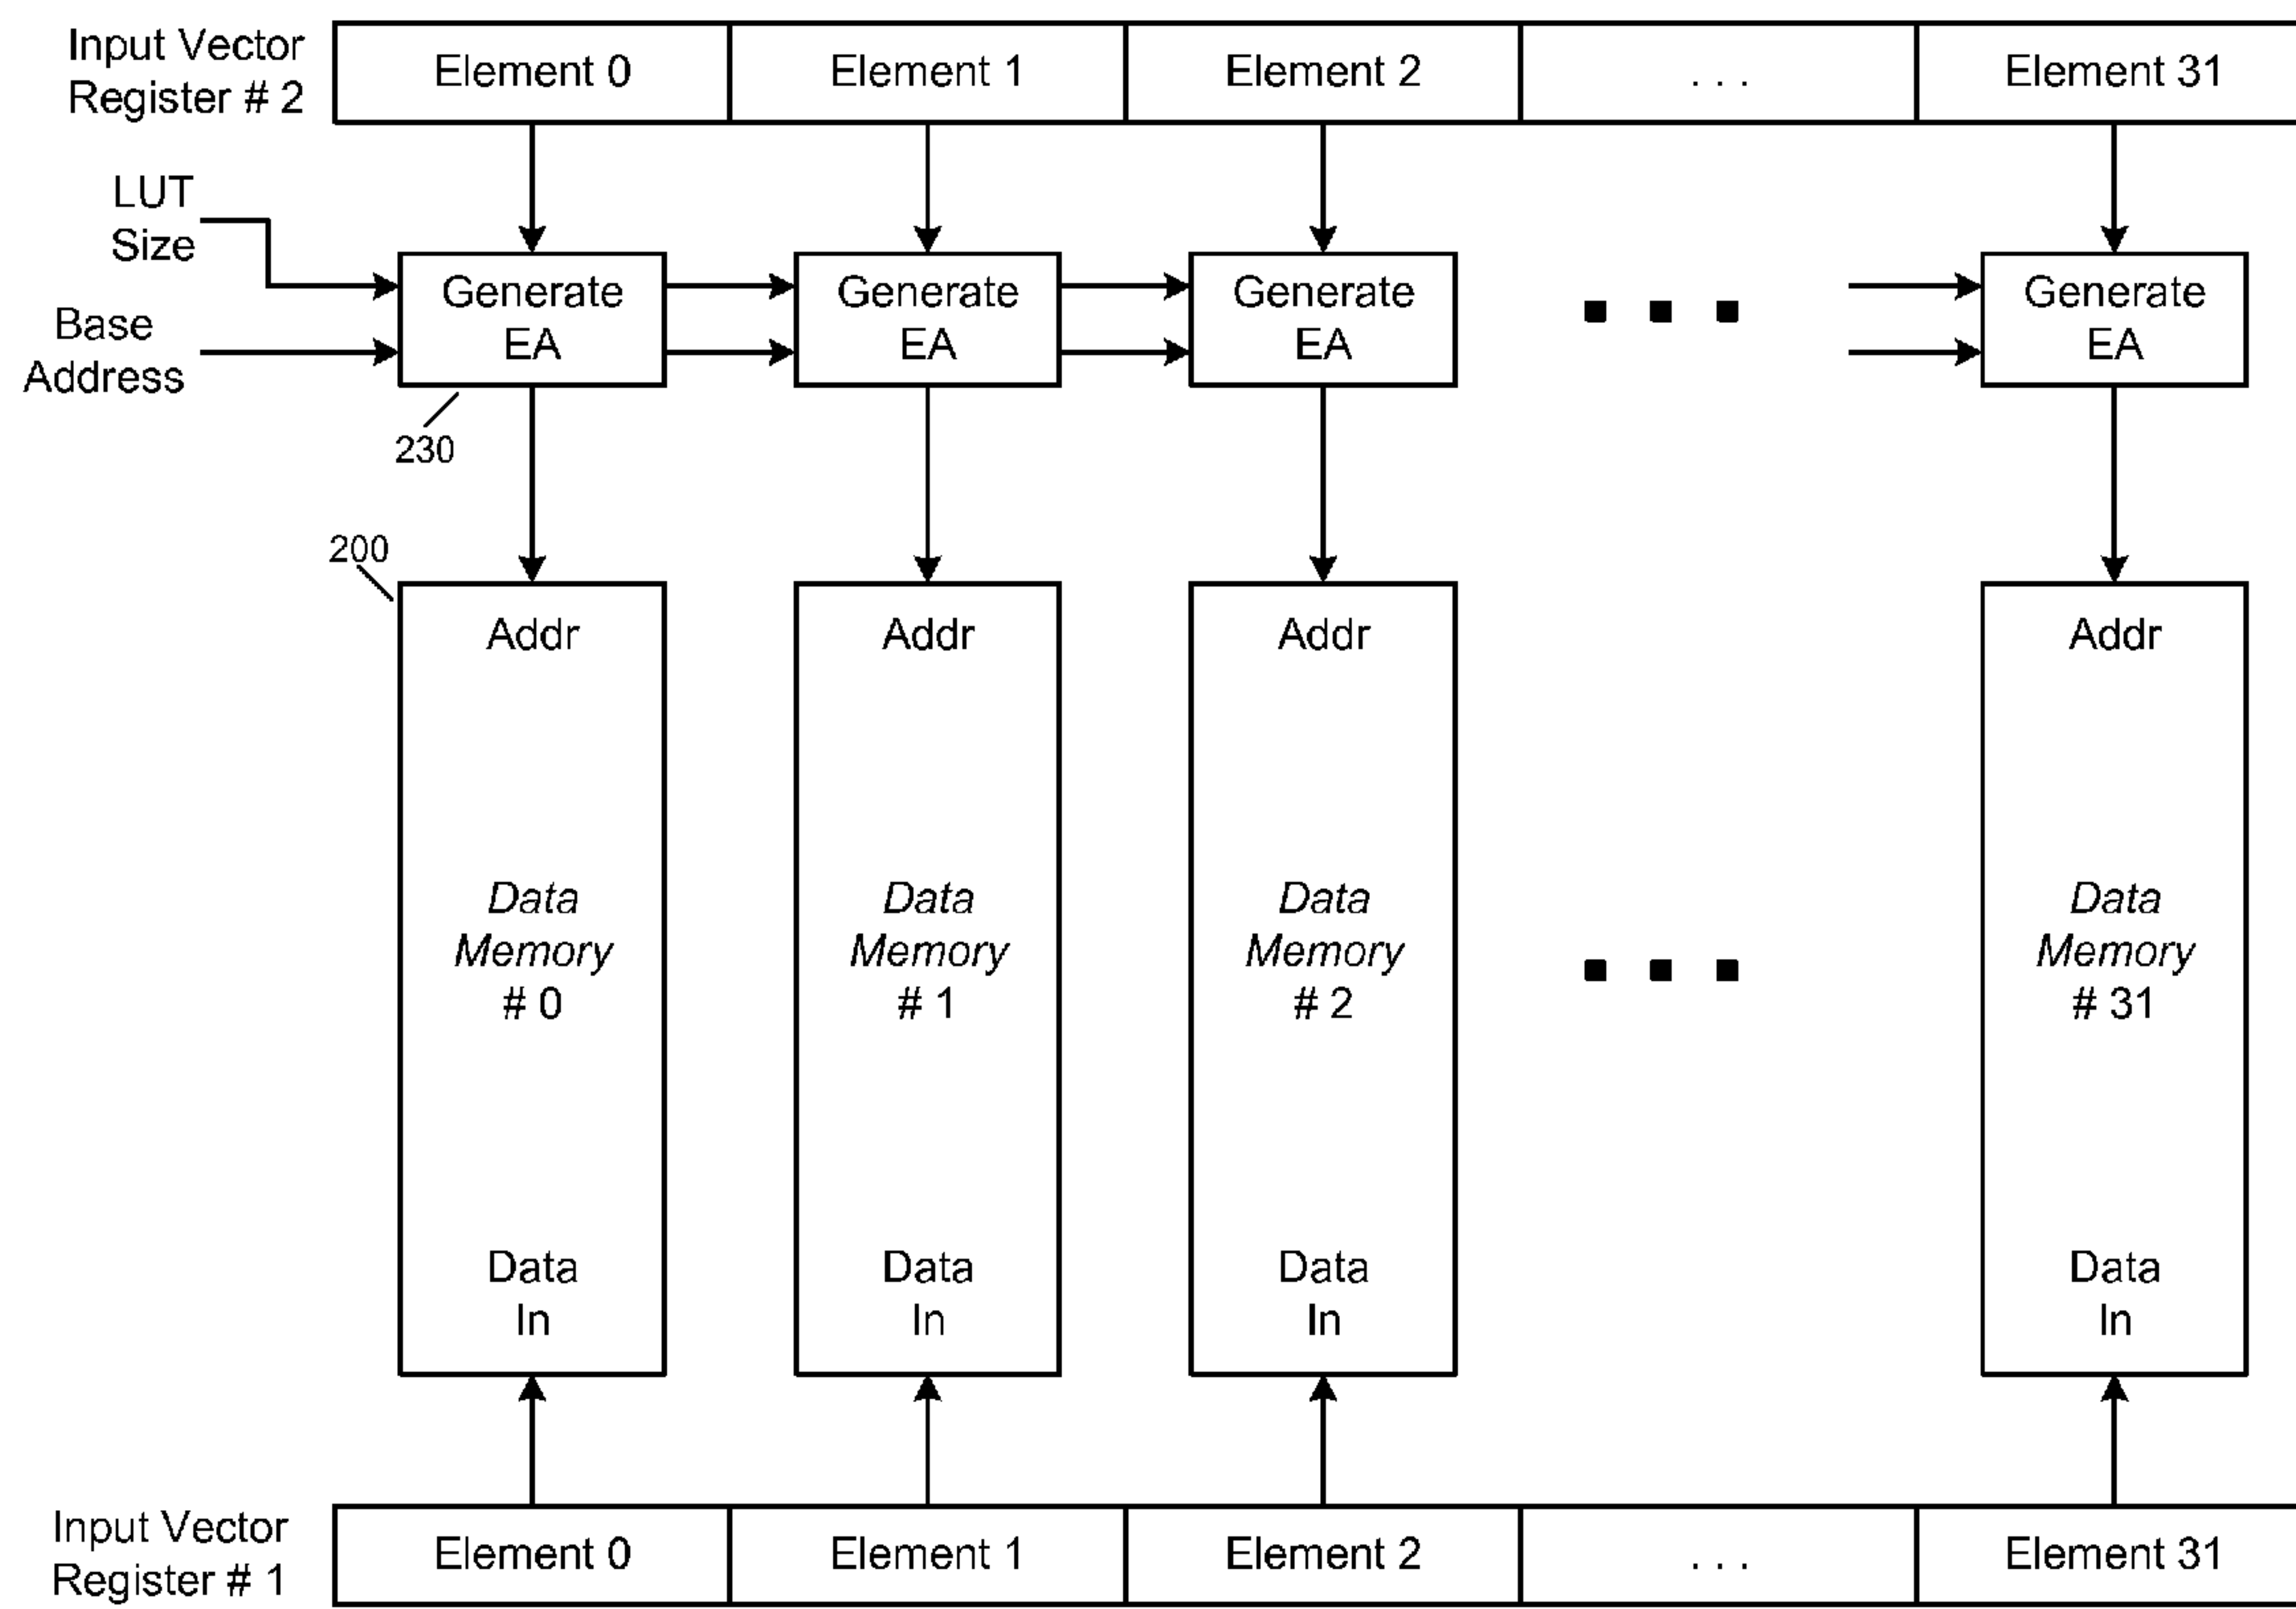 Input Vector
Register # 2
Element 0
Element 1
Element 2
. . .
Element 31
LUT
Size
Base
Address
Generate
EA
Generate
EA
Generate
EA
Generate
EA
230
200
Addr
Addr
Addr
Addr
Data
Memory
# 0
Data
Memory
# 1
Data
Memory
# 2
Data
Memory
# 31
Data
In
Data
In
Data
In
Data
In
Input Vector
Register # 1
Element 0
Element 1
Element 2
. . .
Element 31